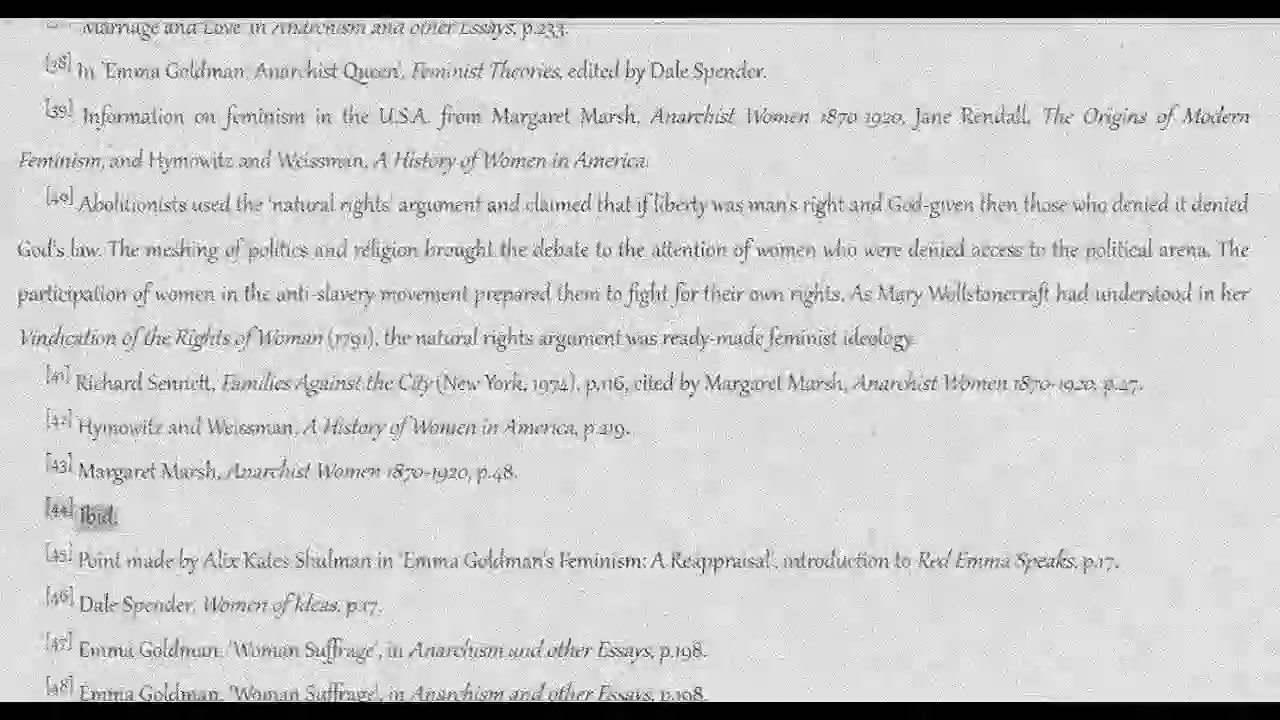 Marriage and Love' in Anarchism and other Essays, p.233.
[38] In 'Emma Goldman, Anarchist Queen', Feminist Theories, edited by Dale Spender.
[39] Information on feminism in the U.S.A. from Margaret Marsh, Anarchist Women 1870-1920, Jane Rendall, The Origins of Modern
Feminism, and Hymowitz and Weissman, A History of Women in America.
[40] Abolitionists used the 'natural rights' argument and claimed that if liberty was man's right and God-given then those who denied it denied
God's law. The meshing of politics and religion brought the debate to the attention of women who were denied access to the political arena. The
participation of women in the anti-slavery movement prepared them to fight for their own rights. As Mary Wollstonecraft had understood in her
Vindication of the Rights of Woman (1791), the natural rights argument was ready-made feminist ideology.
[41] Richard Sennett, Families Against the City (New York, 1974), p.116, cited by Margaret Marsh, Anarchist Women 1870-1920, p.47.
[42] Hymowitz and Weissman, A History of Women in America, p.219.
[43] Margaret Marsh, Anarchist Women 1870-1920, p.48.
[44] Ibid.
[45] Point made by Alix Kates Shulman in 'Emma Goldman's Feminism: A Reappraisal', introduction to Red Emma Speaks, p.17.
[46] Dale Spender, Women of Ideas, p.17.
[47] Emma Goldman, 'Woman Suffrage', in Anarchism and other Essays, p.198.
[48] Emma Goldman, 'Woman Suffrage', in Anarchism and other Essays, p.198.